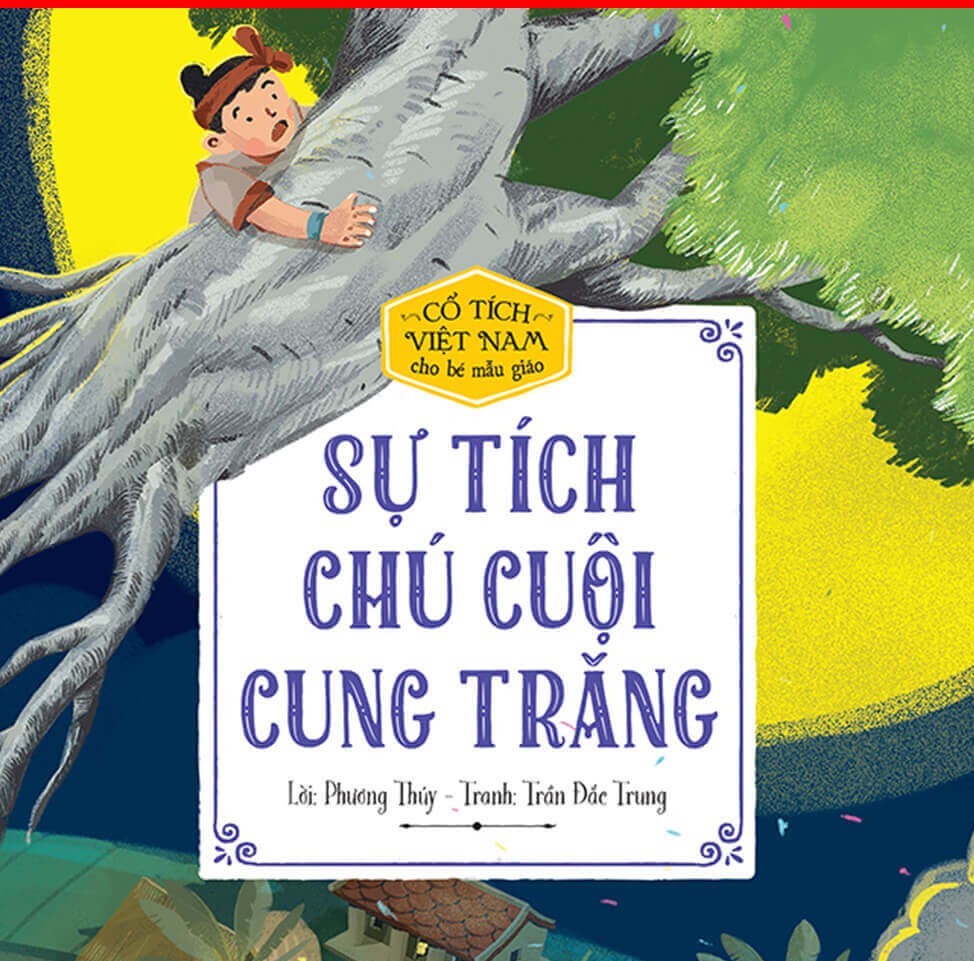 CỔ TÍCH
VIỆT NAM
cho bé mẫu giáo
SỰ TÍCH
CHÚ CUỘI
CUNG TRĂNG
Lời: Phương Thúy - Tranh: Trần Đắc Trung